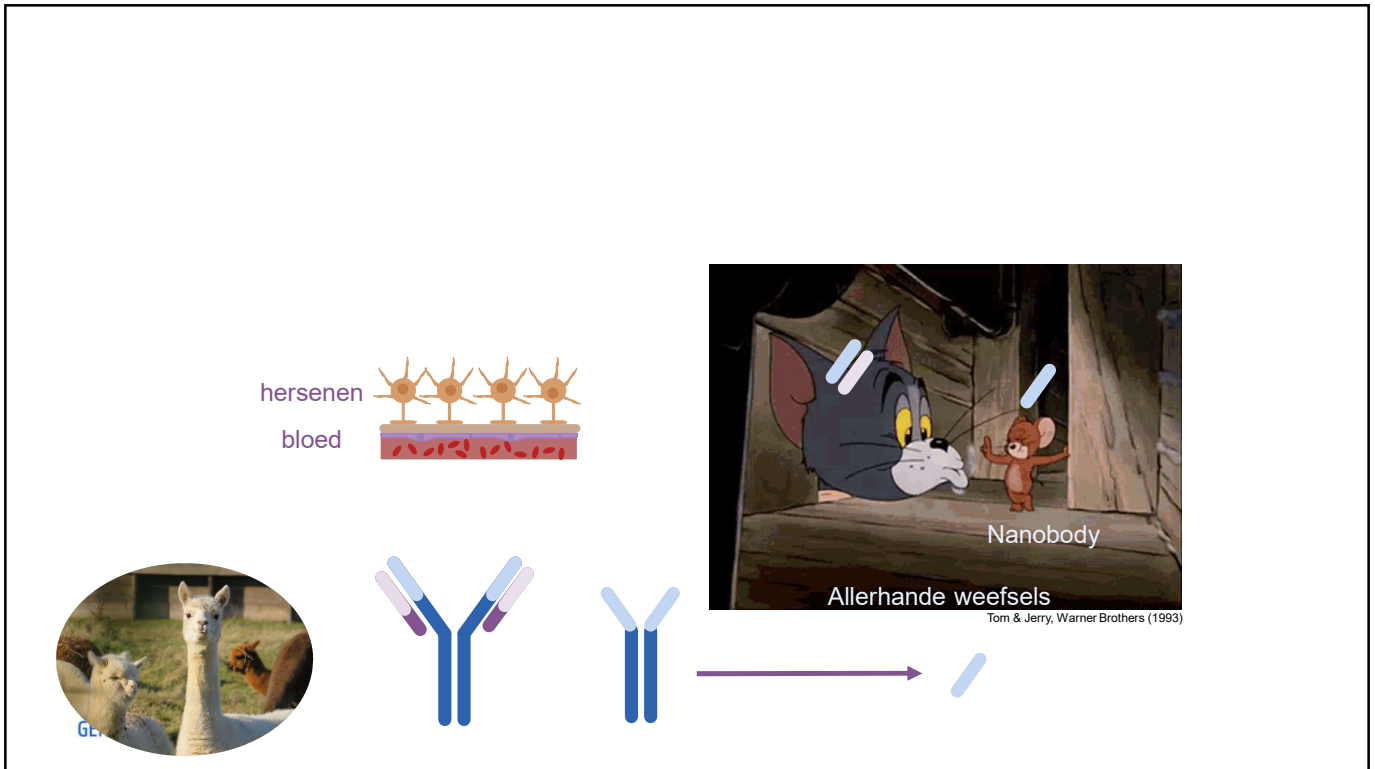 hersenen
bloed
Nanobody
Allerhande weefsels
Tom & Jerry, Warner Brothers (1993)